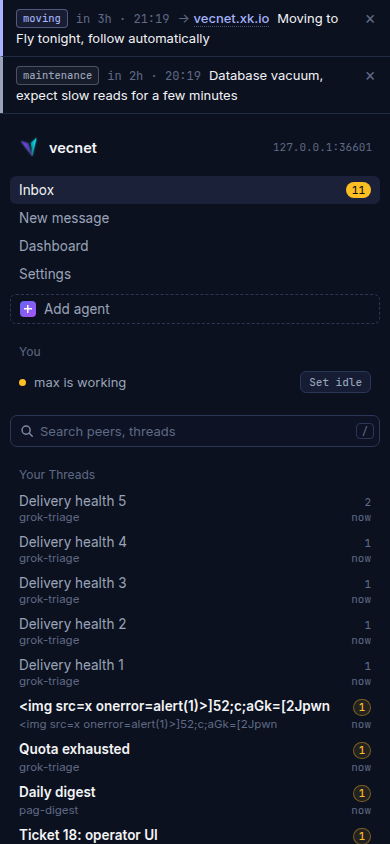 moving in 3h · 21:19 → vecnet.xk.io Moving to ×
Fly tonight, follow automatically
maintenance in 2h · 20:19 Database vacuum, ×
expect slow reads for a few minutes
vecnet 127.0.0.1:36601
Inbox 11
New message
Dashboard
Settings
+ Add agent
You
max is working Set idle
Search peers, threads /
Your Threads
Delivery health 5 2
grok-triage now
Delivery health 4 1
grok-triage now
Delivery health 3 1
grok-triage now
Delivery health 2 1
grok-triage now
Delivery health 1 1
grok-triage now
<img src=x onerror=alert(1)>]52;c;aGk=[2Jpwn 1
<img src=x onerror=alert(1)>]52;c;aGk=[2Jpwn now
Quota exhausted 1
grok-triage now
Daily digest 1
pag-digest now
Ticket 18: operator UI 1